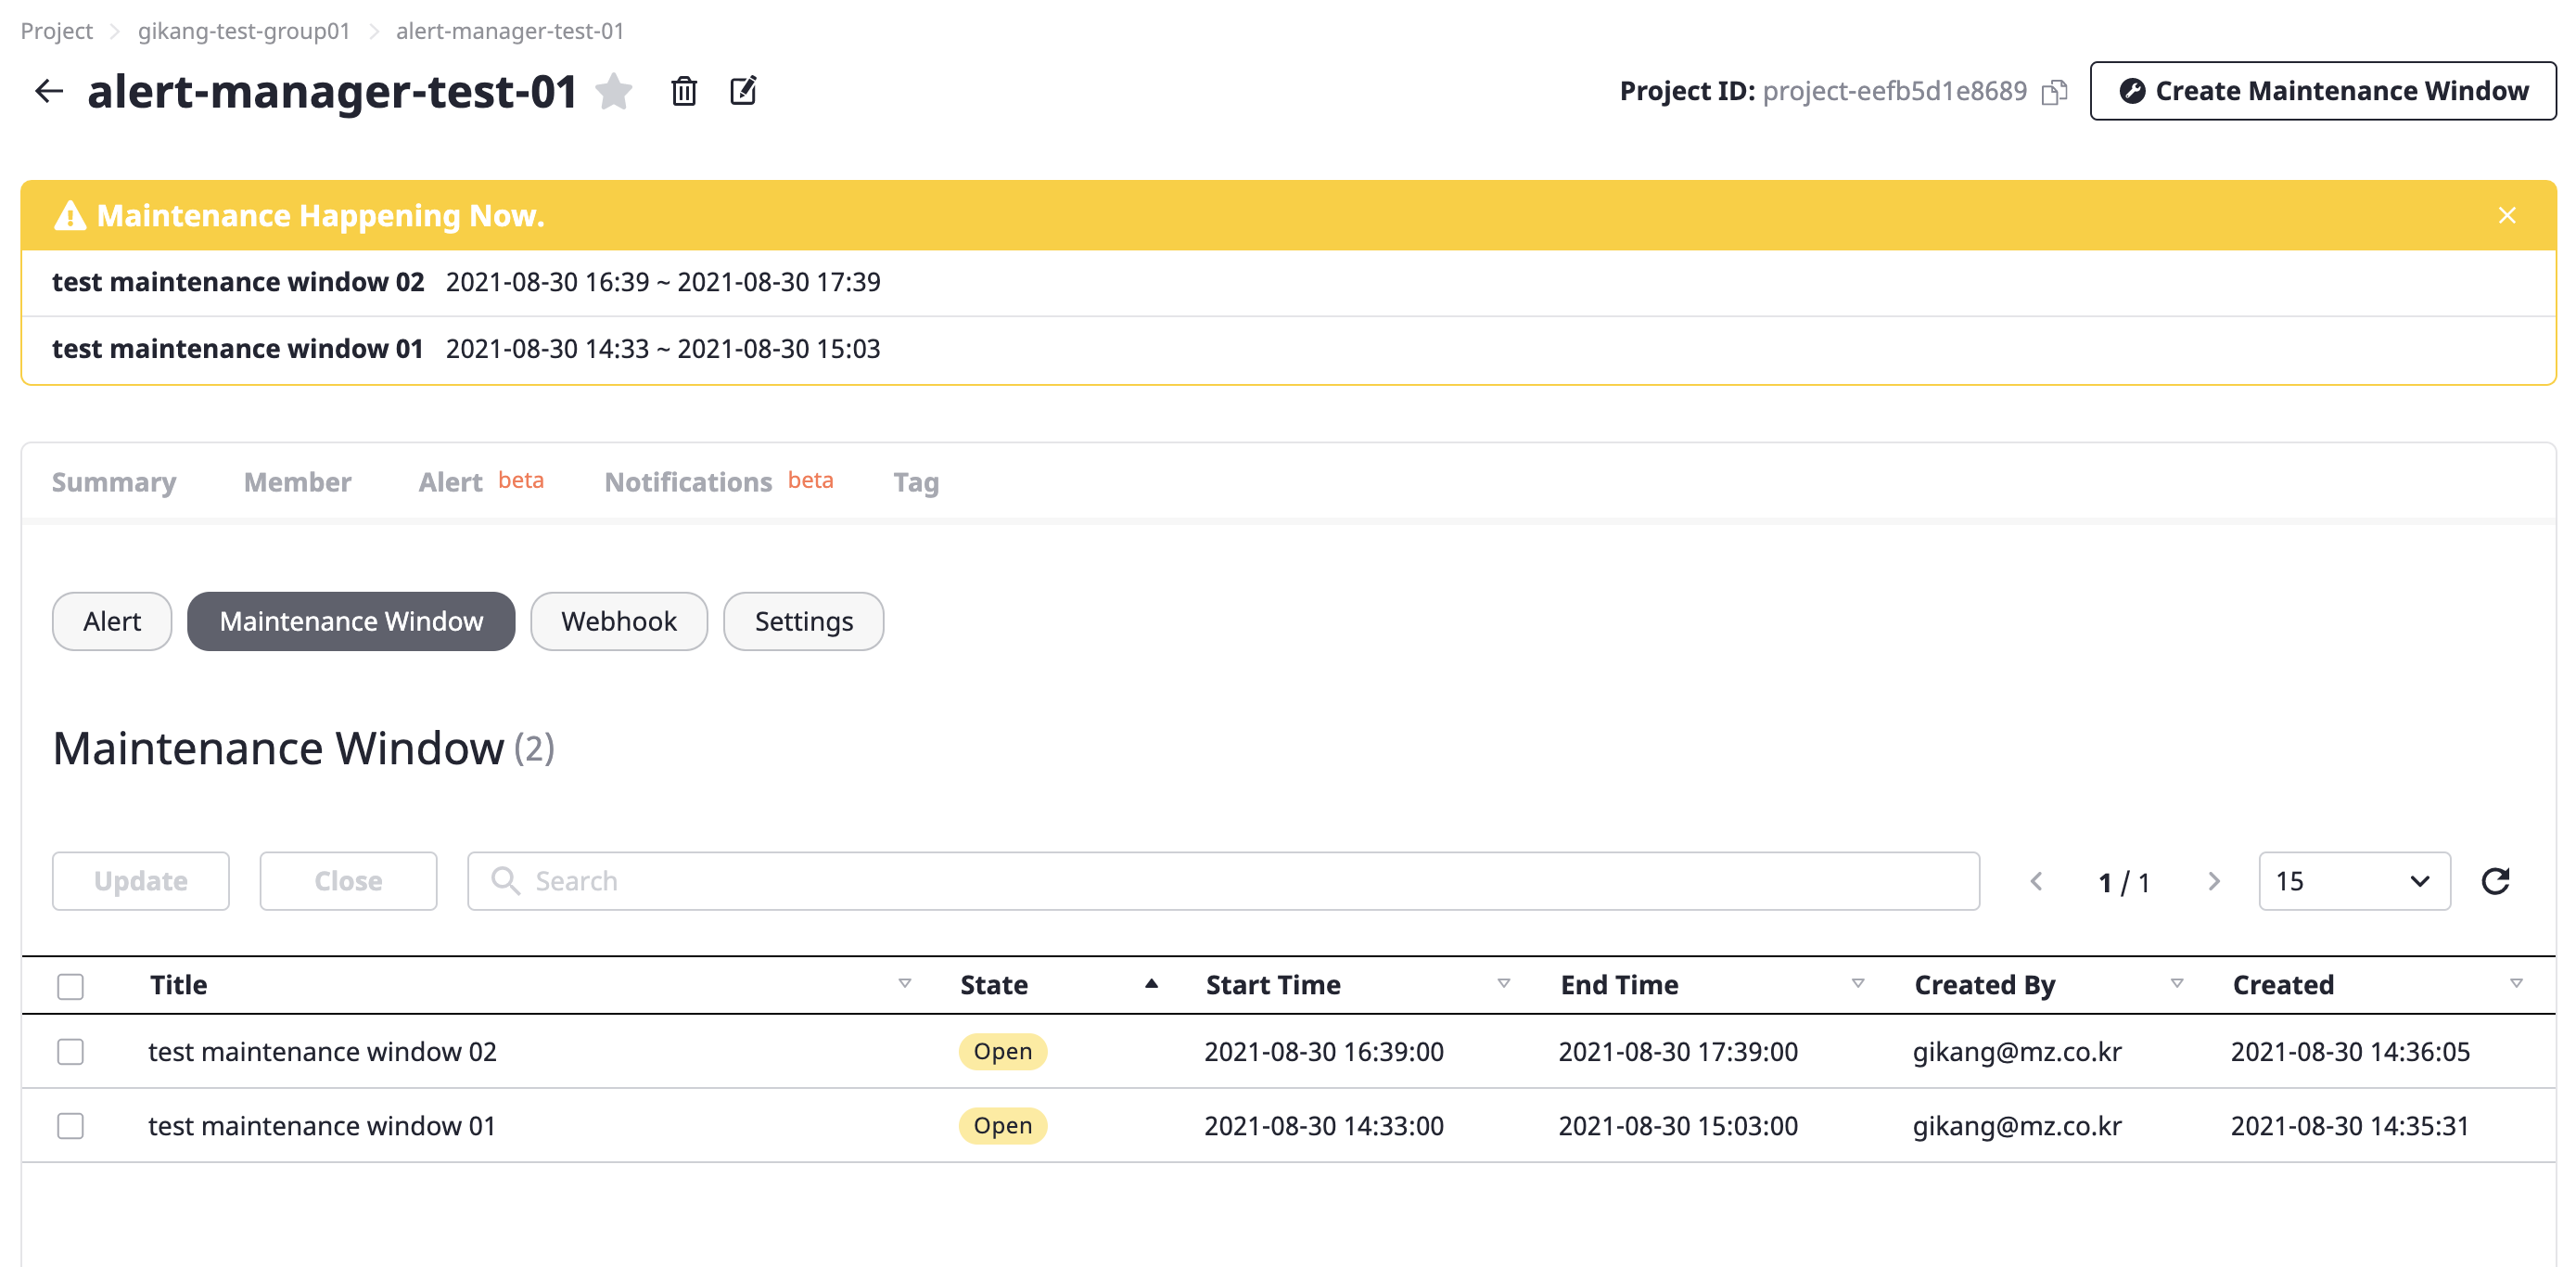 Project > gikang-test-group01 > alert-manager-test-01
alert-manager-test-01
Project ID: project-eefb5d1e8689
Create Maintenance Window
Maintenance Happening Now.
test maintenance window 02 2021-08-30 16:39 ~ 2021-08-30 17:39
test maintenance window 01 2021-08-30 14:33 ~ 2021-08-30 15:03
Summary Member Alert beta Notifications beta Tag
Alert Maintenance Window Webhook Settings
Maintenance Window (2)
Update Close Search 1 / 1 15
Title State Start Time End Time Created By Created
test maintenance window 02 Open 2021-08-30 16:39:00 2021-08-30 17:39:00 gikang@mz.co.kr 2021-08-30 14:36:05
test maintenance window 01 Open 2021-08-30 14:33:00 2021-08-30 15:03:00 gikang@mz.co.kr 2021-08-30 14:35:31